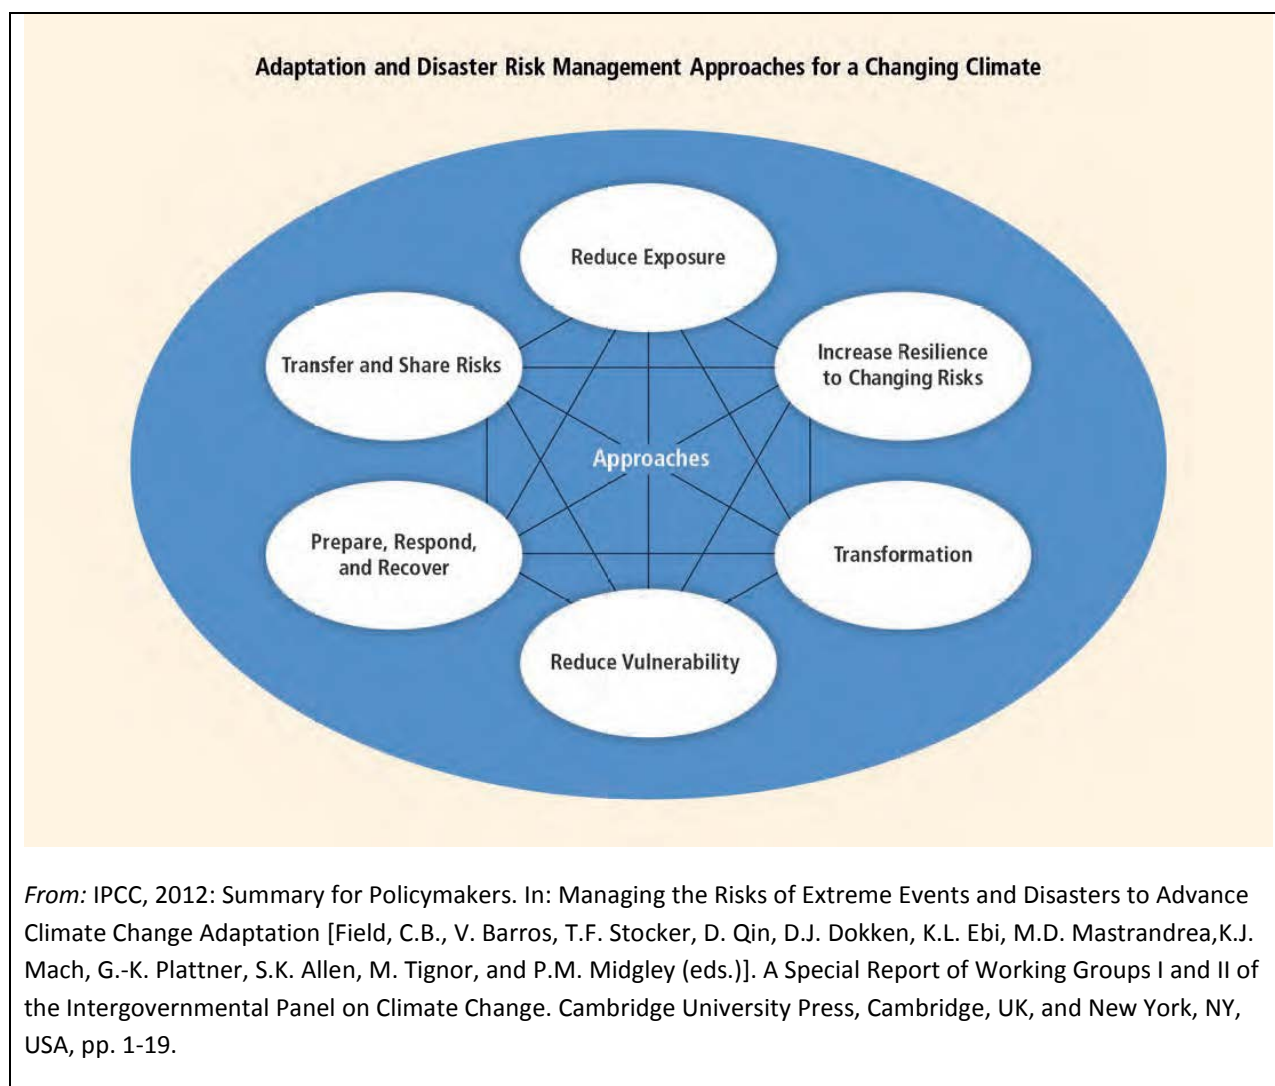 Adaptation and Disaster Risk Management Approaches for a Changing Climate
Reduce Exposure
Transfer and Share Risks
Increase Resilience
to Changing Risks
Approaches
Prepare, Respond,
and Recover
Transformation
Reduce Vulnerability
From: IPCC, 2012: Summary for Policymakers. In: Managing the Risks of Extreme Events and Disasters to Advance
Climate Change Adaptation [Field, C.B., V. Barros, T.F. Stocker, D. Qin, D.J. Dokken, K.L. Ebi, M.D. Mastrandrea,K.J.
Mach, G.-K. Plattner, S.K. Allen, M. Tignor, and P.M. Midgley (eds.)]. A Special Report of Working Groups I and II of
the Intergovernmental Panel on Climate Change. Cambridge University Press, Cambridge, UK, and New York, NY,
USA, pp. 1-19.